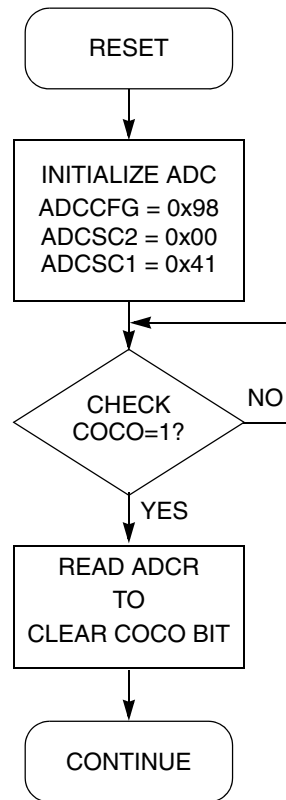 RESET
INITIALIZE ADC
ADCCFG = 0x98
ADCSC2 = 0x00
ADCSC1 = 0x41
CHECK
COCO=1?
NO
YES
READ ADCR
TO
CLEAR COCO BIT
CONTINUE